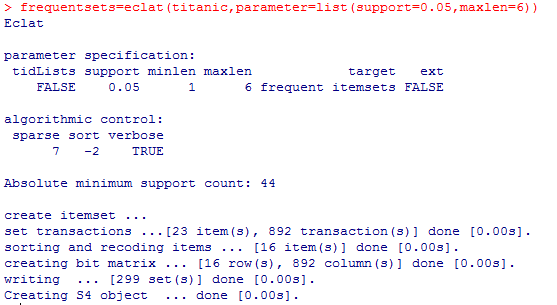 > frequentsets=eclat(titanic,parameter=list(support=0.05,maxlen=6))
Eclat
parameter specification:
tidLists support minlen maxlen target ext
FALSE 0.05 1 6 frequent itemsets FALSE
algorithmic control:
sparse sort verbose
7 -2 TRUE
Absolute minimum support count: 44
create itemset ...
set transactions ...[23 item(s), 892 transaction(s)] done [0.00s].
sorting and recoding items ... [16 item(s)] done [0.00s].
creating bit matrix ... [16 row(s), 892 column(s)] done [0.00s].
writing ... [299 set(s)] done [0.00s].
Creating S4 object ... done [0.00s].